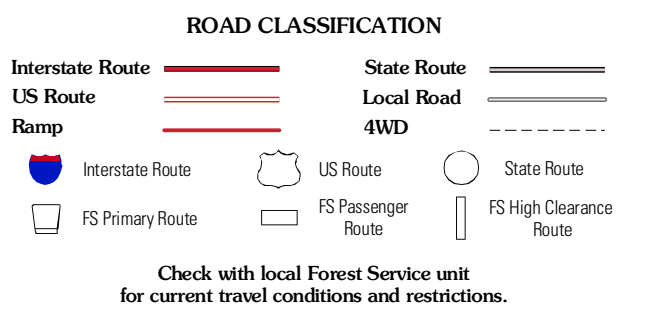 ROAD CLASSIFICATION
Interstate Route
State Route
US Route
Local Road
Ramp
4WD
Interstate Route
US Route
State Route
FS Primary Route
FS Passenger
Route
FS High Clearance
Route
Check with local Forest Service unit
for current travel conditions and restrictions.